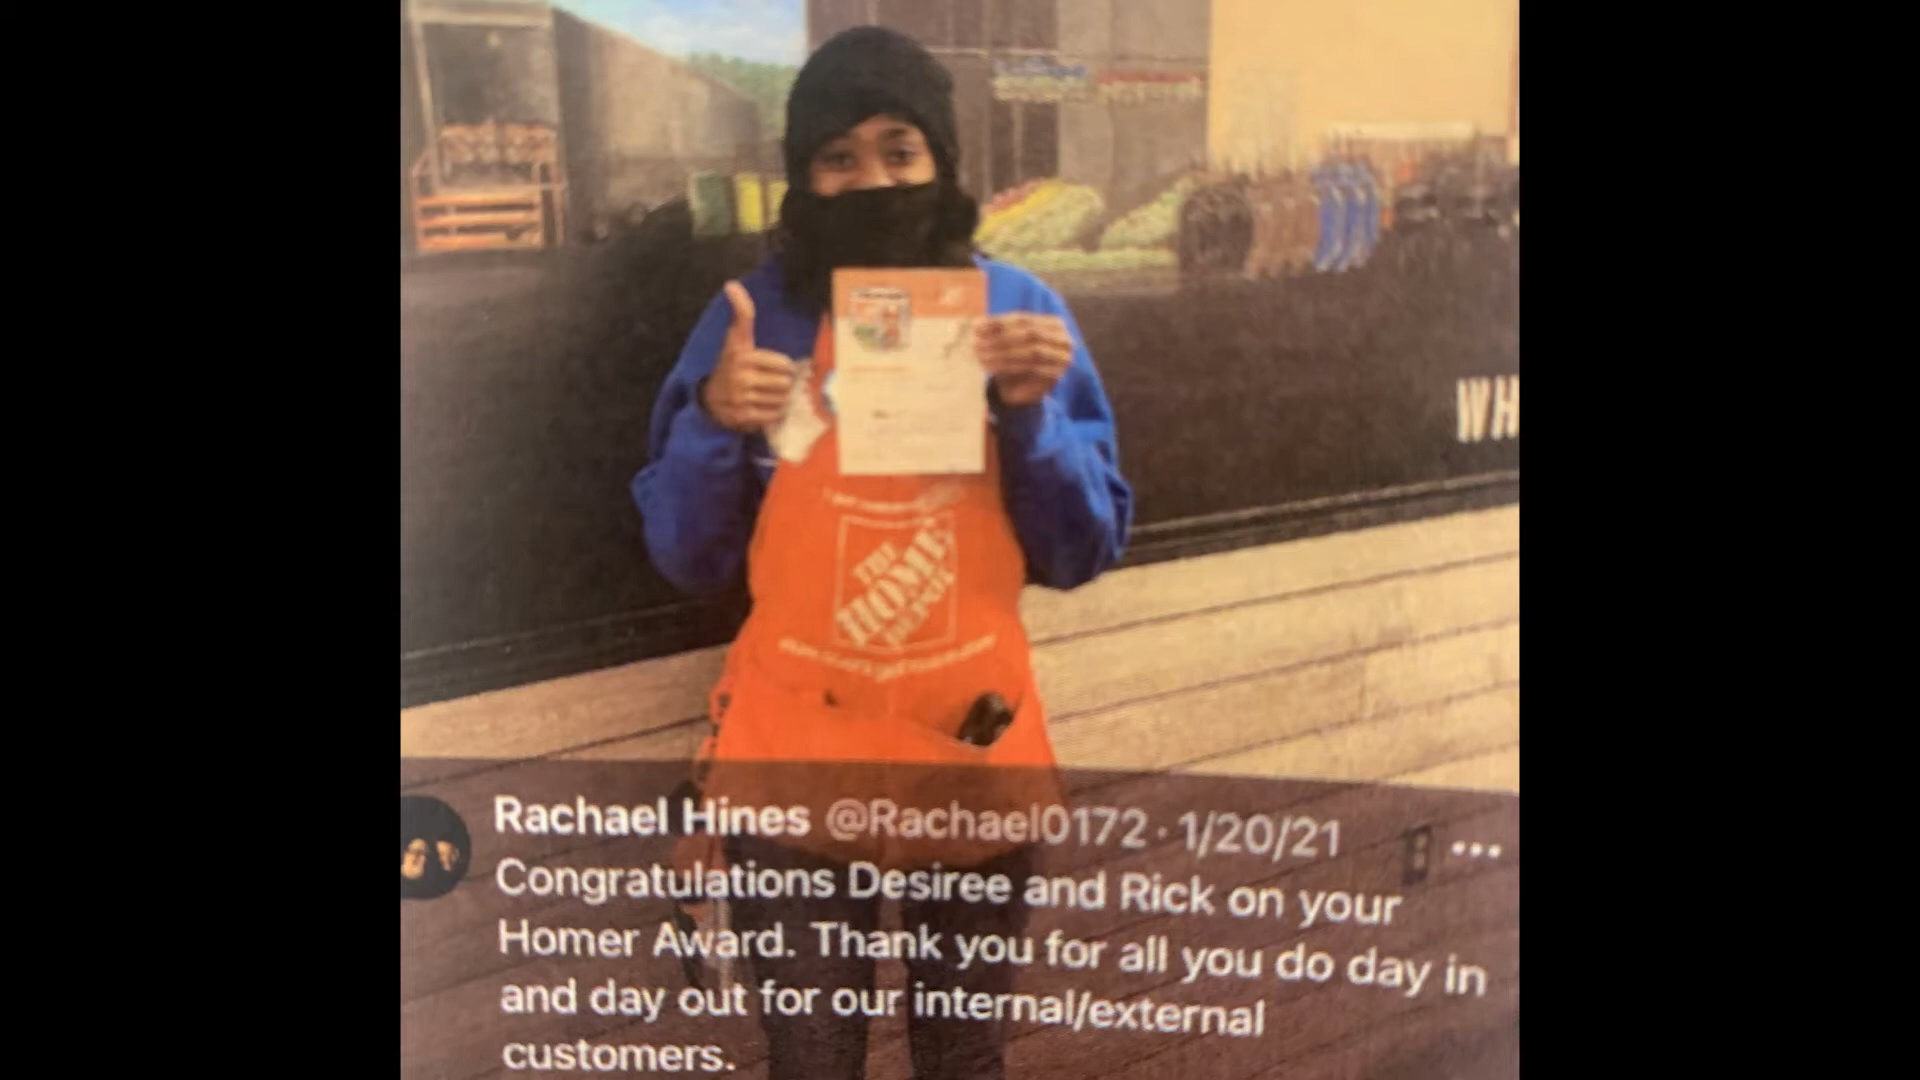 WH
THE
HOME
DEPOT
Rachael Hines @Rachael0172 · 1/20/21 ...
Congratulations Desiree and Rick on your
Homer Award. Thank you for all you do day in
and day out for our internal/external
customers.